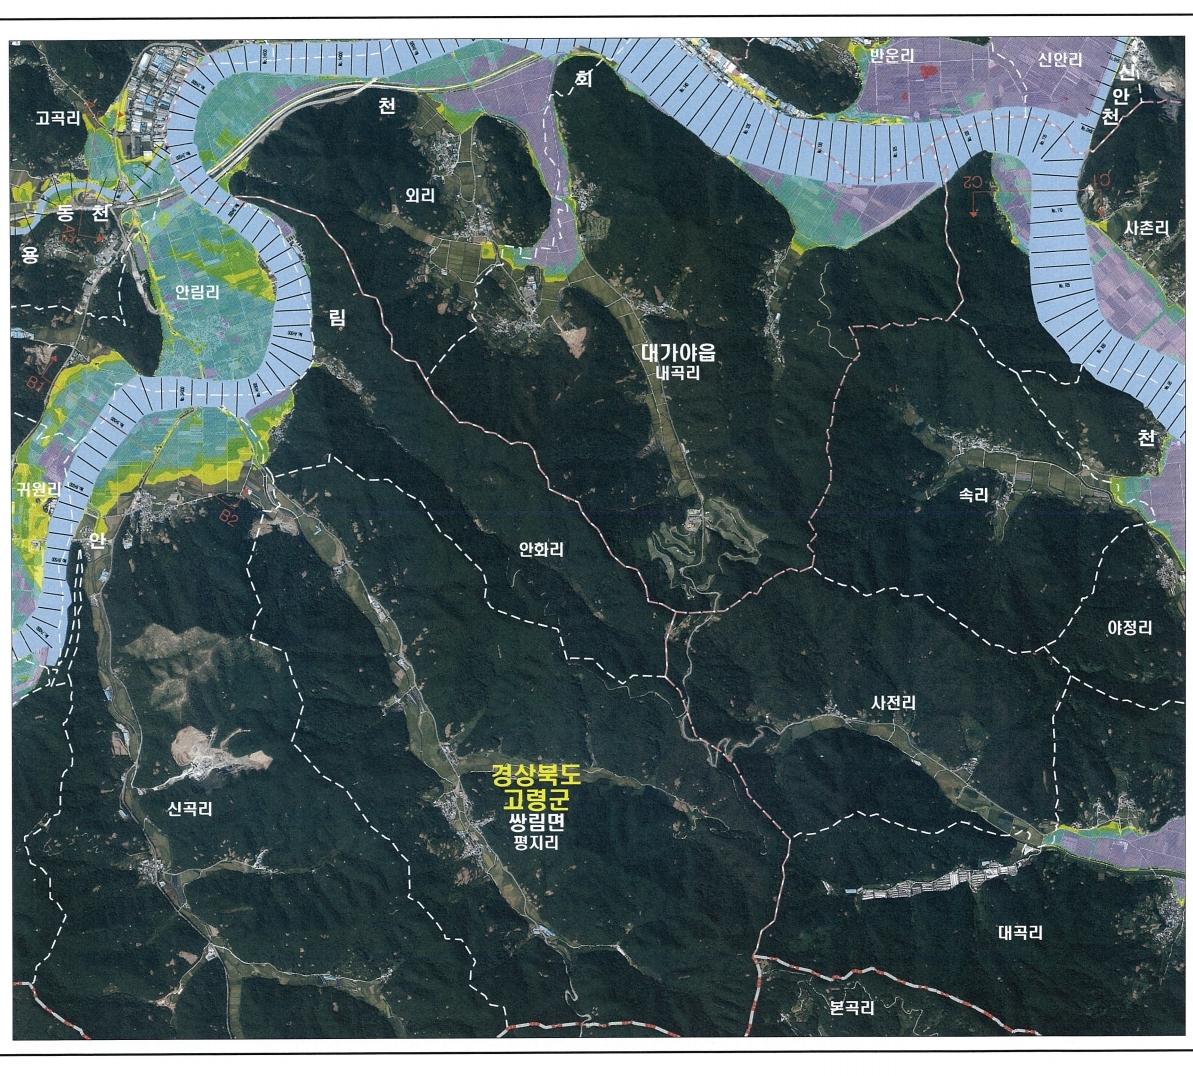 반운리
신안리
신
안
천
회
천
고곡리
외리
동 천
용
사촌리
C2
C1
A2
안림리
림
대가야읍
내곡리
B1
천
귀원리
속리
B2
안
안화리
야정리
사전리
경상북도
고령군
쌍림면
평지리
신곡리
대곡리
본곡리